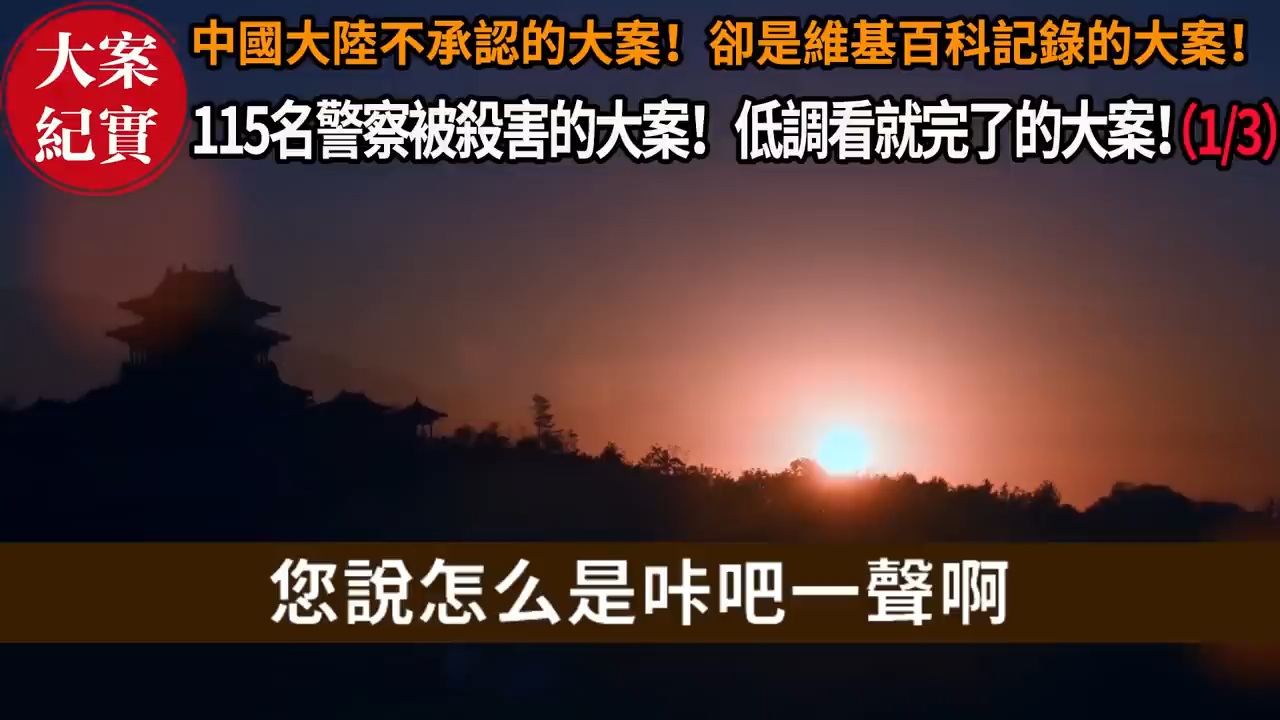 大案
紀實
中國大陸不承認的大案！卻是維基百科記錄的大案！
115名警察被殺害的大案！低調看就完了的大案！(1/3)
您說怎么是咔吧一聲啊